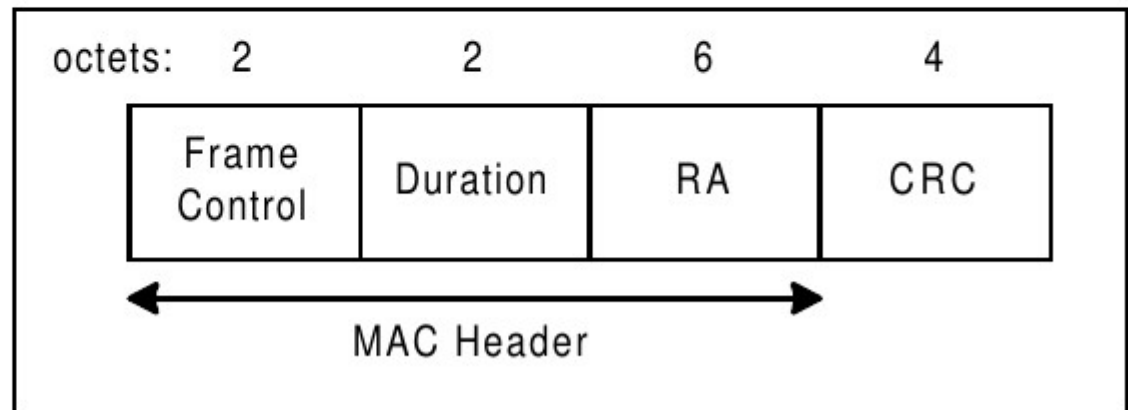 octets: 2 2 6 4
Frame
Control
Duration
RA
CRC
MAC Header